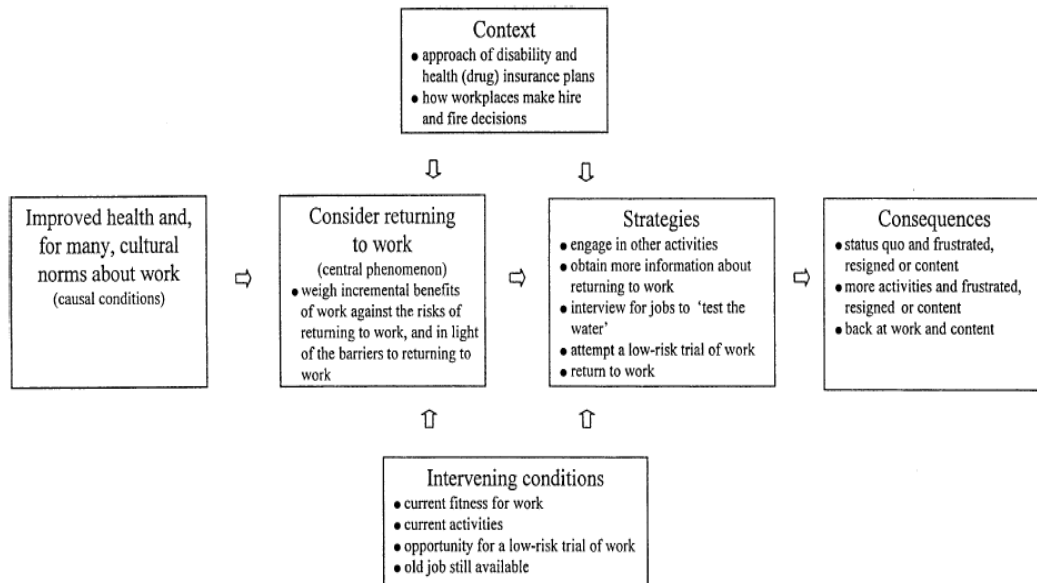 Context
● approach of disability and
health (drug) insurance plans
● how workplaces make hire
and fire decisions
Improved health and,
for many, cultural
norms about work
(causal conditions)
Consider returning
to work
(central phenomenon)
● weigh incremental benefits
of work against the risks of
returning to work, and in light
of the barriers to returning to
work
Strategies
● engage in other activities
● obtain more information about
returning to work
● interview for jobs to ‘test the
water’
● attempt a low-risk trial of work
● return to work
Consequences
● status quo and frustrated,
resigned or content
● more activities and frustrated,
resigned or content
● back at work and content
Intervening conditions
● current fitness for work
● current activities
● opportunity for a low-risk trial of work
● old job still available